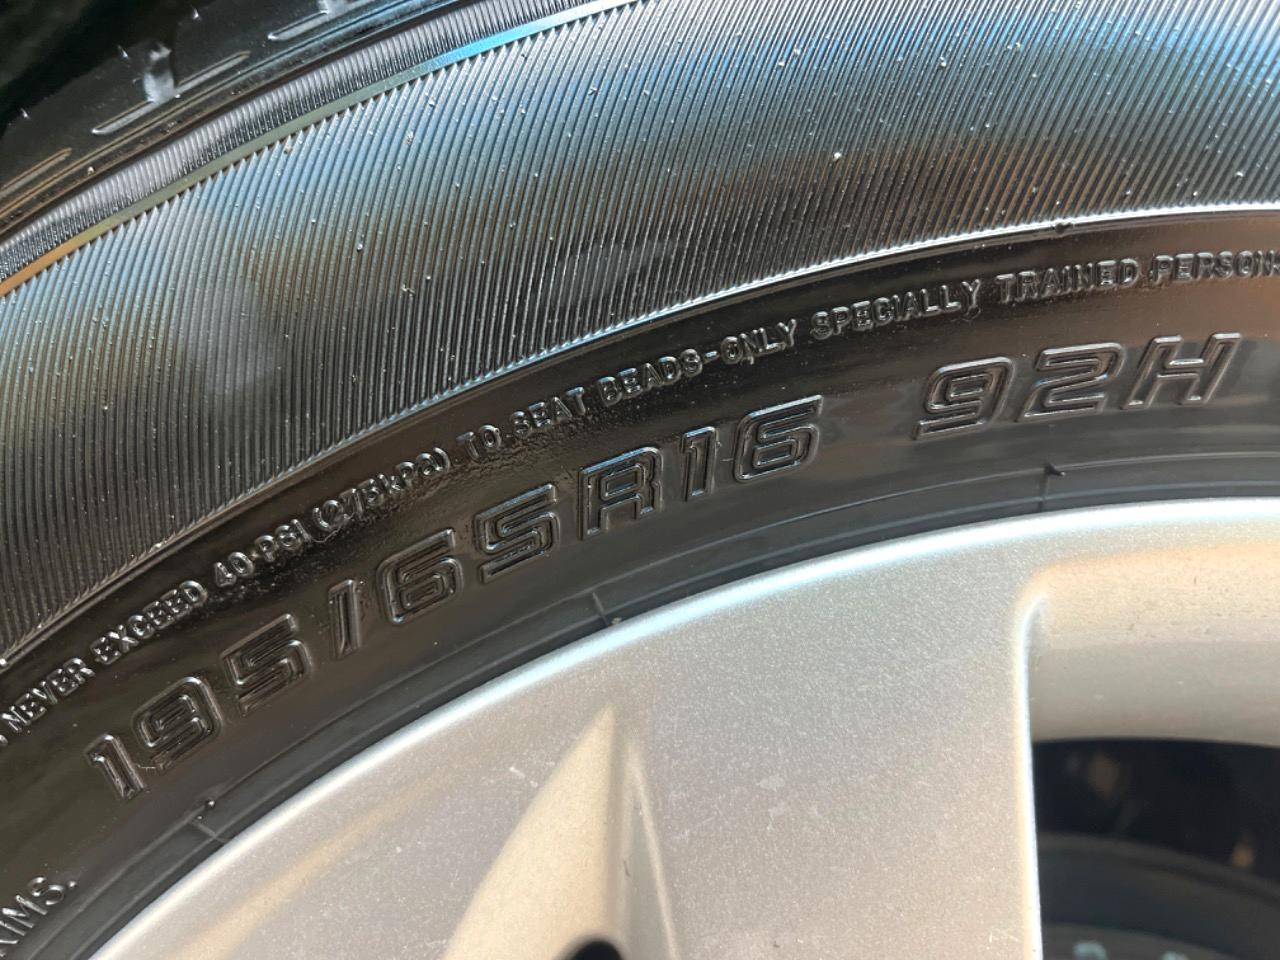 NEVER EXCEED 40 PSI (275kPa) TO SEAT BEADS-ONLY SPECIALLY TRAINED PERSON
195/65R16 92H